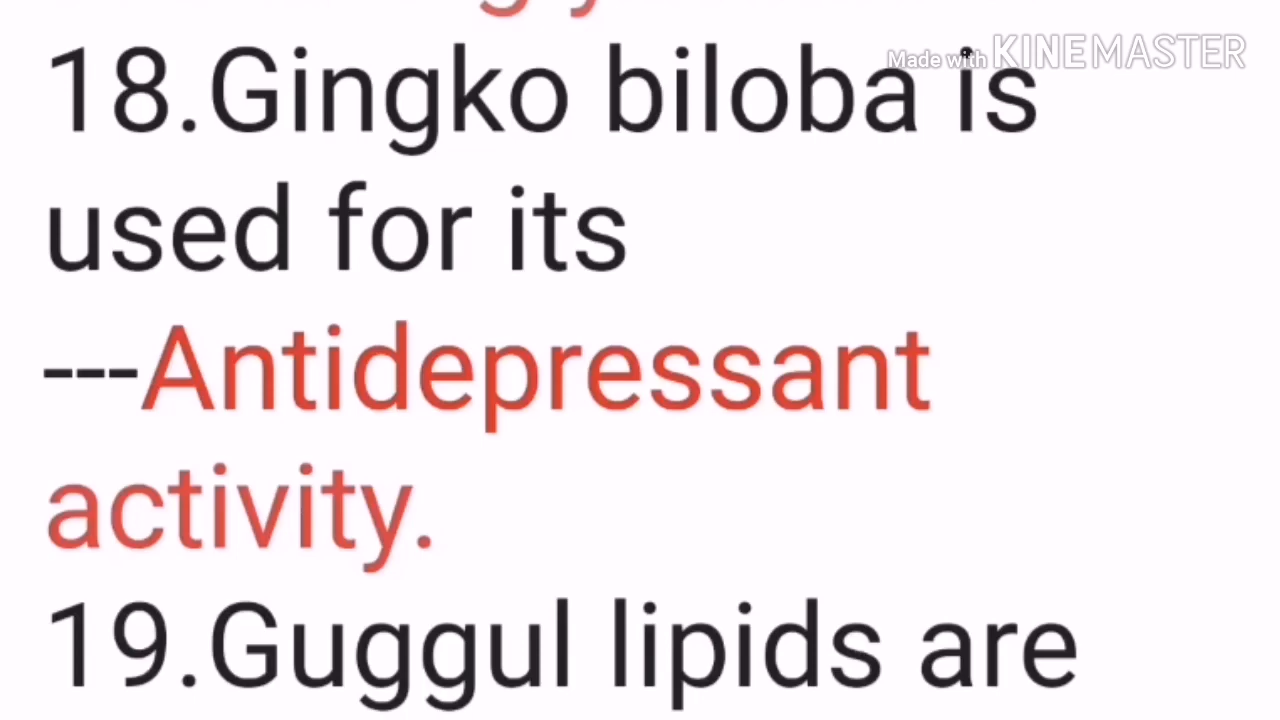 Made with KINEMASTER
18.Gingko biloba is
used for its
---Antidepressant
activity.
19.Guggul lipids are